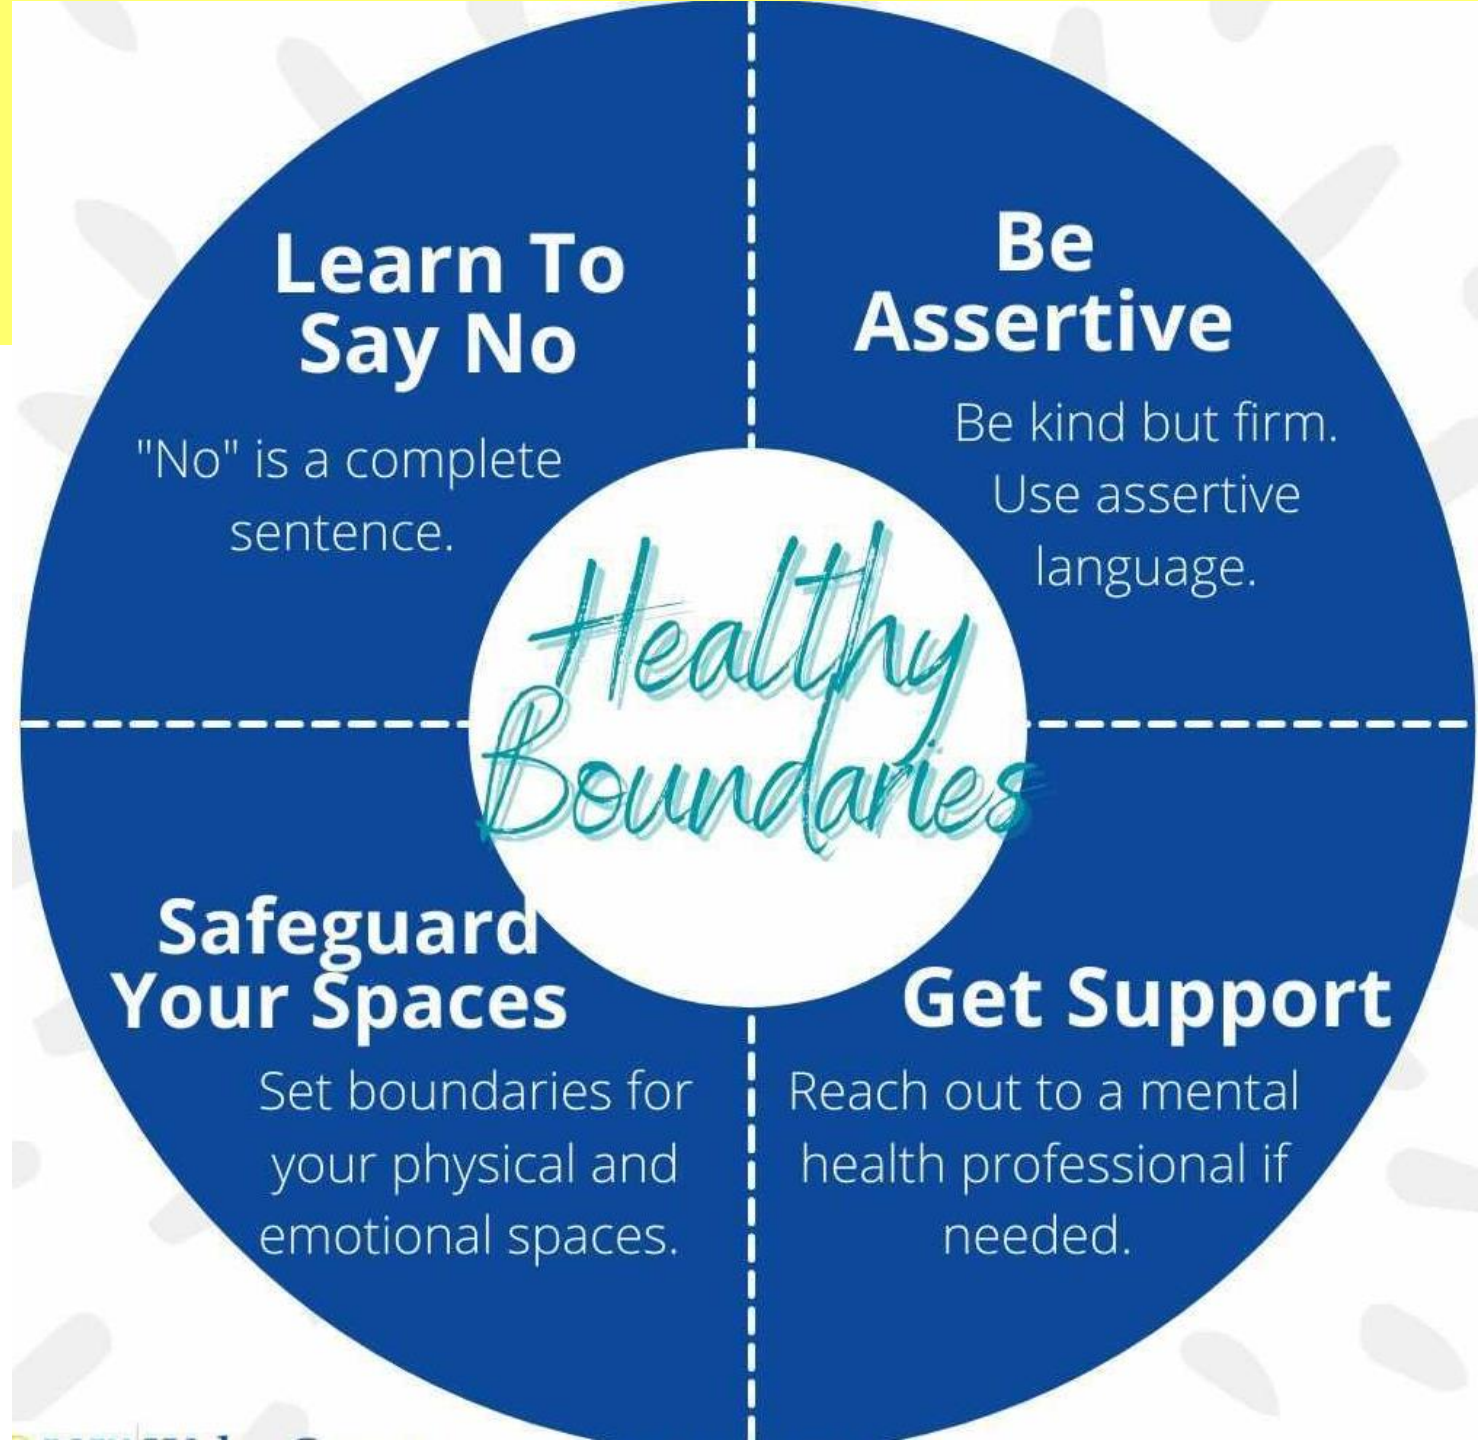 Learn To
Say No
"No" is a complete
sentence.
Be
Assertive
Be kind but firm.
Use assertive
language.
Healthy
Boundaries
Safeguard
Your Spaces
Set boundaries for
your physical and
emotional spaces.
Get Support
Reach out to a mental
health professional if
needed.